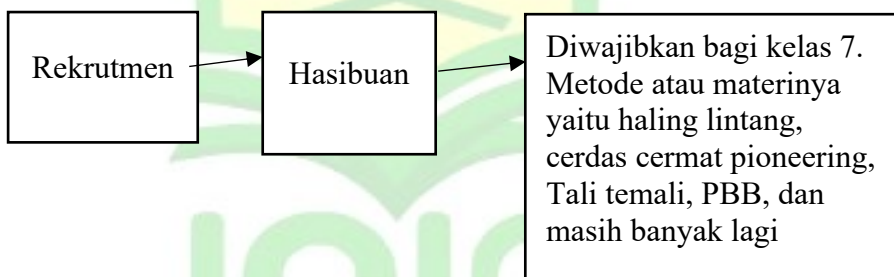 Rekrutmen
Hasibuan
Diwajibkan bagi kelas 7.
Metode atau materinya
yaitu haling lintang,
cerdas cermat pioneering,
Tali temali, PBB, dan
masih banyak lagi